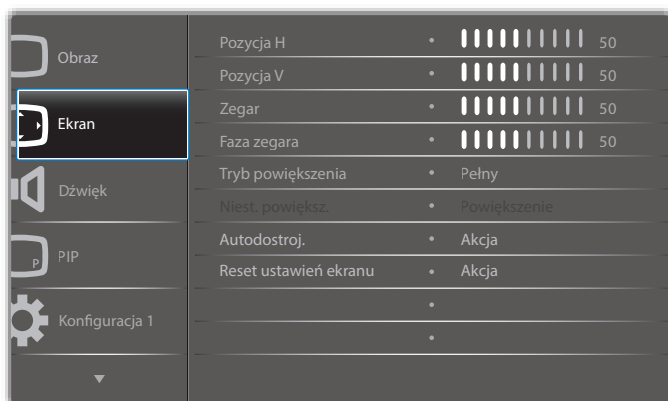 Obraz
Ekran
Dźwięk
P
PIP
Konfiguracja 1
Pozycja H • 50
Pozycja V • 50
Zegar • 50
Faza zegara • 50
Tryb powiększenia • Pełny
Niest. powiększ. • Powiększenie
Autodostroj. • Akcja
Reset ustawień ekranu • Akcja
•
•